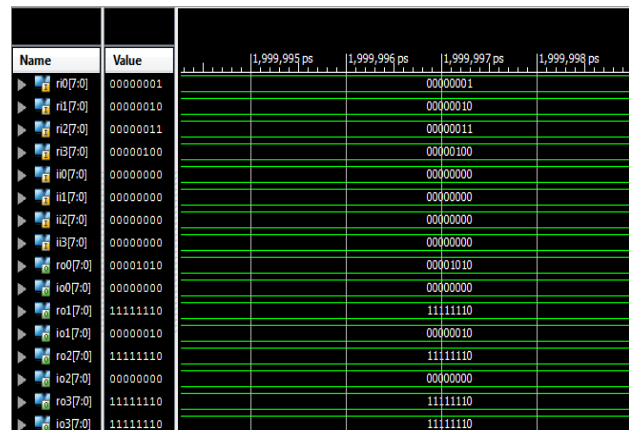 Name Value 1,999,995 ps 1,999,996 ps 1,999,997 ps 1,999,998 ps
ri0[7:0] 00000001 00000001
ri1[7:0] 00000010 00000010
ri2[7:0] 00000011 00000011
ri3[7:0] 00000100 00000100
ii0[7:0] 00000000 00000000
ii1[7:0] 00000000 00000000
ii2[7:0] 00000000 00000000
ii3[7:0] 00000000 00000000
ro0[7:0] 00001010 00001010
io0[7:0] 00000000 00000000
ro1[7:0] 11111110 11111110
io1[7:0] 00000010 00000010
ro2[7:0] 11111110 11111110
io2[7:0] 00000000 00000000
ro3[7:0] 11111110 11111110
io3[7:0] 11111110 11111110